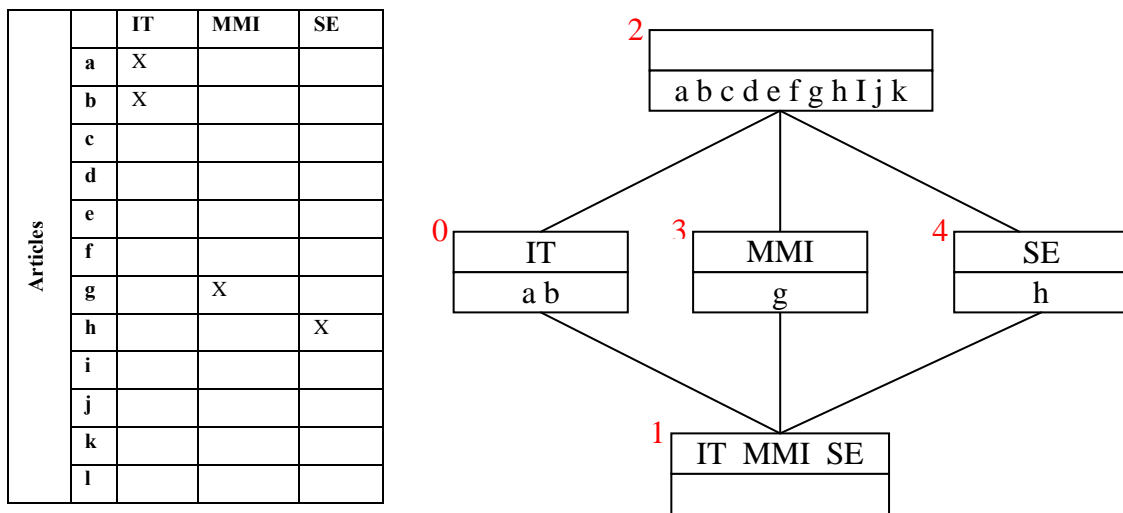 IT MMI SE
Articles
a X
b X
c
d
e
f
g X
h X
i
j
k
l
2
a b c d e f g h I j k
0 3 4
IT MMI SE
a b g h
1
IT MMI SE